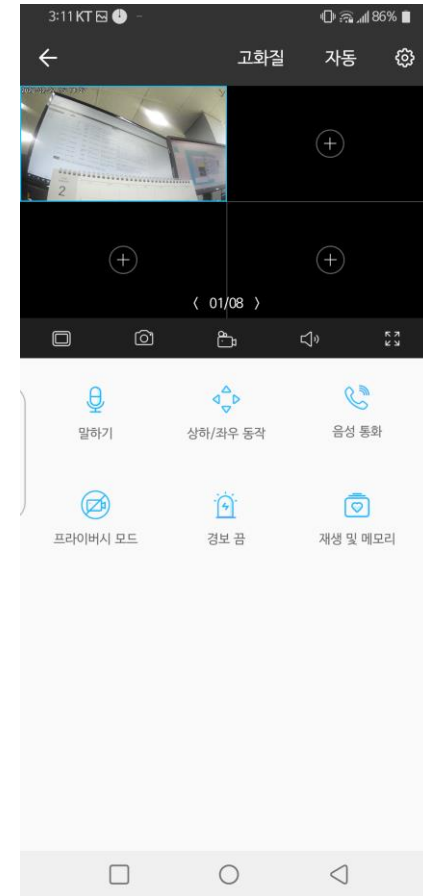 3:11 KT 86%
고화질 자동
2
01/08
말하기 상하/좌우 동작 음성 통화
프라이버시 모드 경보 끔 재생 및 메모리